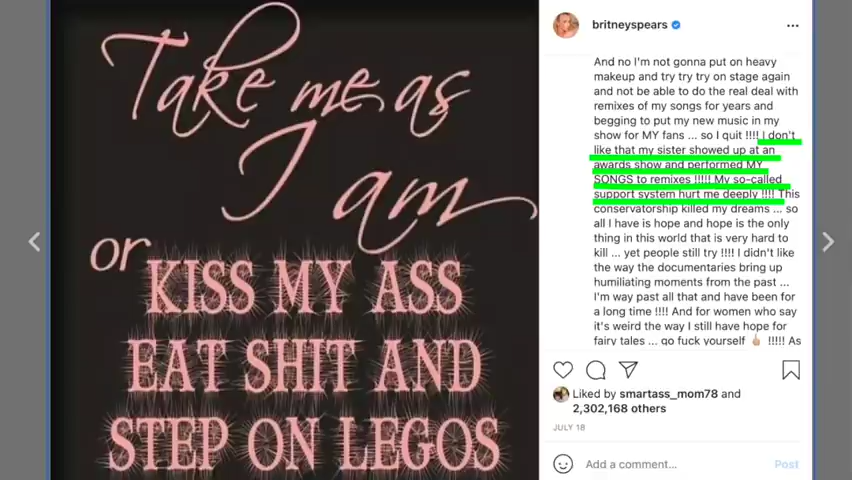 Take me as
I am
or
KISS MY ASS
EAT SHIT AND
STEP ON LEGOS
britneyspears
And no I'm not gonna put on heavy
makeup and try try try on stage again
and not be able to do the real deal with
remixes of my songs for years and
begging to put my new music in my
show for MY fans ... so I quit !!!! I don't
like that my sister showed up at an
awards show and performed MY
SONGS to remixes !!!!! My so-called
support system hurt me deeply !!!! This
conservatorship killed my dreams ... so
all I have is hope and hope is the only
thing in this world that is very hard to
kill ... yet people still try !!!! I didn't like
the way the documentaries bring up
humiliating moments from the past ...
I'm way past all that and have been for
a long time !!!! And for women who say
it's weird the way I still have hope for
fairy tales ... go fuck yourself 🖕🏼 !!!!! As
Liked by smartass_mom78 and
2,302,168 others
JULY 18
Add a comment...
Post